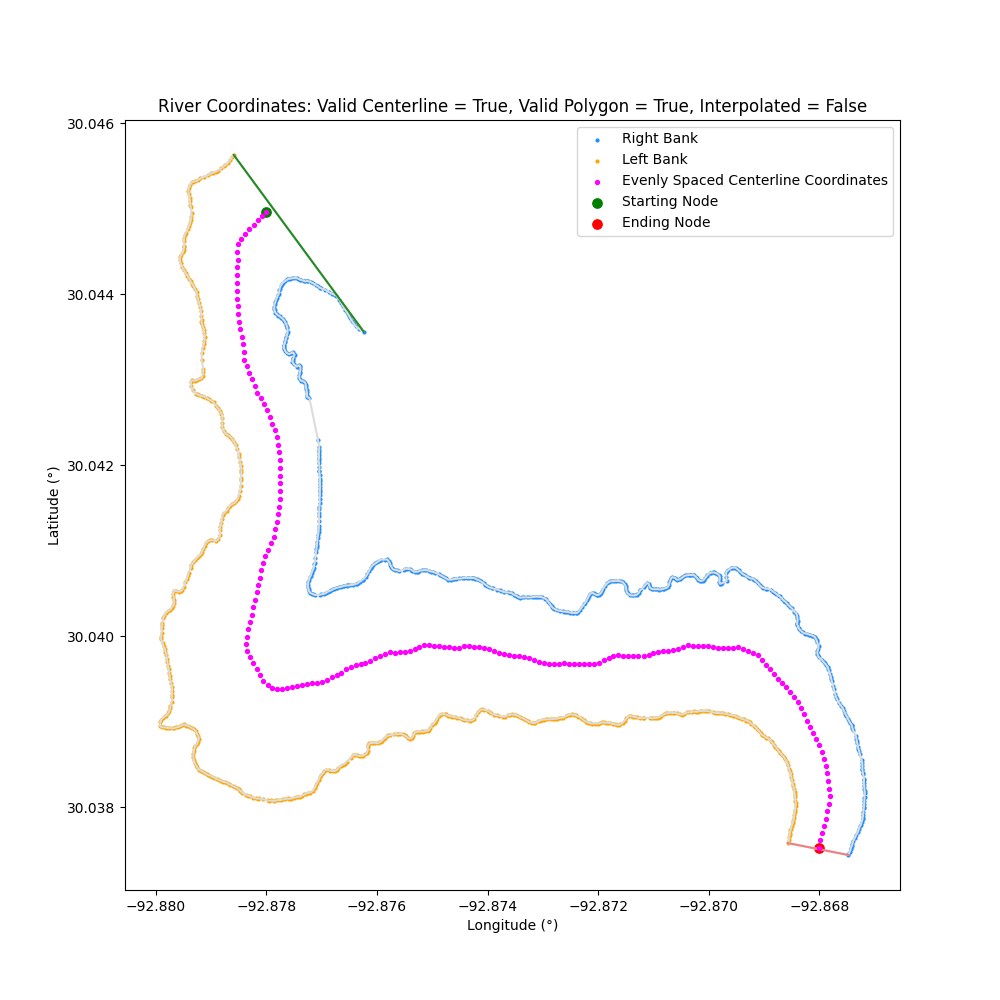 River Coordinates: Valid Centerline = True, Valid Polygon = True, Interpolated = False
30.046
30.044
30.042
30.040
30.038
Latitude (°)
Right Bank
Left Bank
Evenly Spaced Centerline Coordinates
Starting Node
Ending Node
−92.880 −92.878 −92.876 −92.874 −92.872 −92.870 −92.868
Longitude (°)